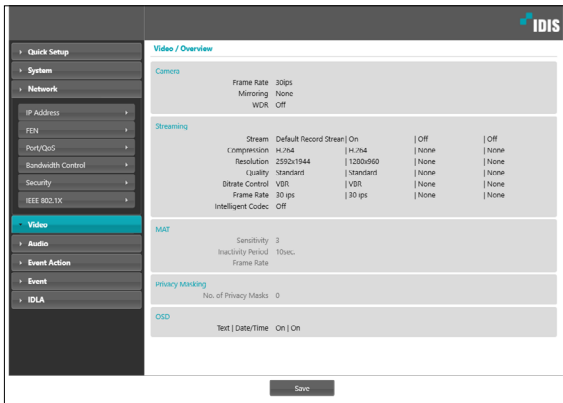 IDIS
Quick Setup
System
Network
IP Address
FEN
Port/QoS
Bandwidth Control
Security
IEEE 802.1X
Video
Audio
Event Action
Event
IDLA
Video / Overview
Camera
Frame Rate 30ips
Mirroring None
WDR Off
Streaming
Stream Default Record Stream | On | Off | Off
Compression H.264 | H.264 | None | None
Resolution 2592x1944 | 1280x960 | None | None
Quality Standard | Standard | None | None
Bitrate Control VBR | VBR | None | None
Frame Rate 30 ips | 30 ips | None | None
Intelligent Codec Off
MAT
Sensitivity 3
Inactivity Period 10sec.
Frame Rate
Privacy Masking
No. of Privacy Masks 0
OSD
Text | Date/Time On | On
Save